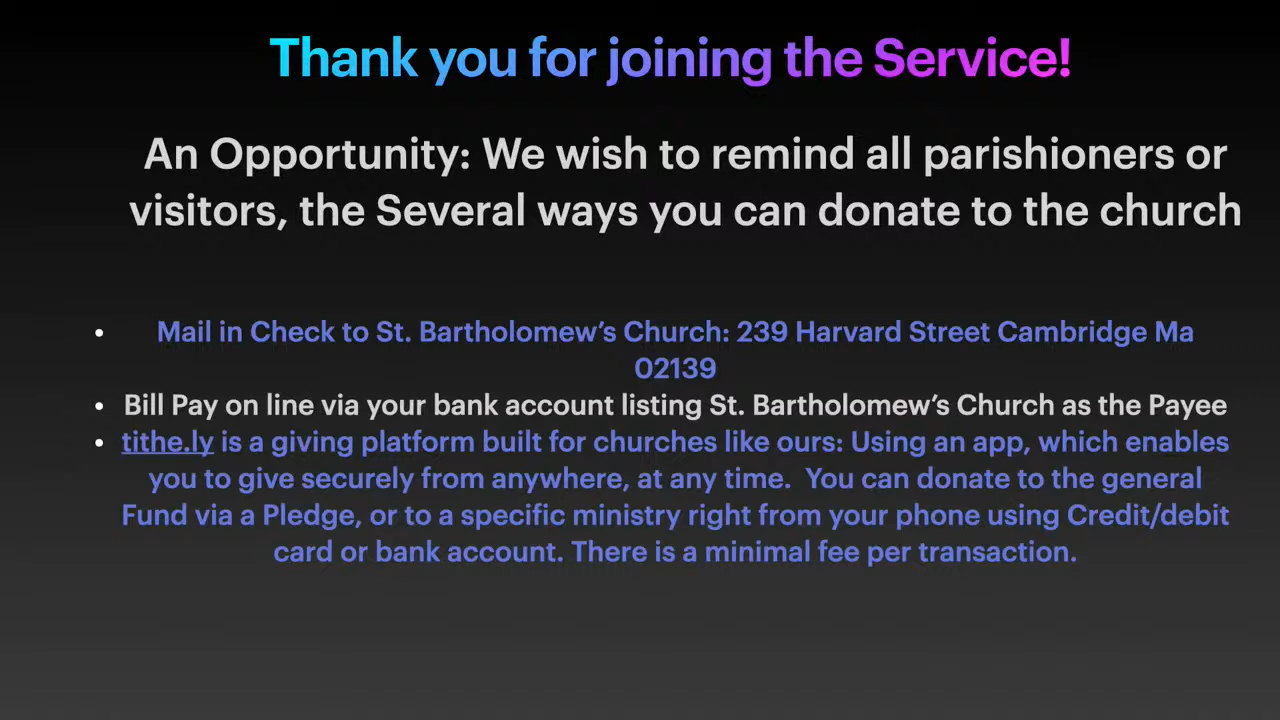 Thank you for joining the Service!
An Opportunity: We wish to remind all parishioners or
visitors, the Several ways you can donate to the church
• Mail in Check to St. Bartholomew’s Church: 239 Harvard Street Cambridge Ma
02139
• Bill Pay on line via your bank account listing St. Bartholomew’s Church as the Payee
• tithe.ly is a giving platform built for churches like ours: Using an app, which enables
you to give securely from anywhere, at any time.  You can donate to the general
Fund via a Pledge, or to a specific ministry right from your phone using Credit/debit
card or bank account. There is a minimal fee per transaction.